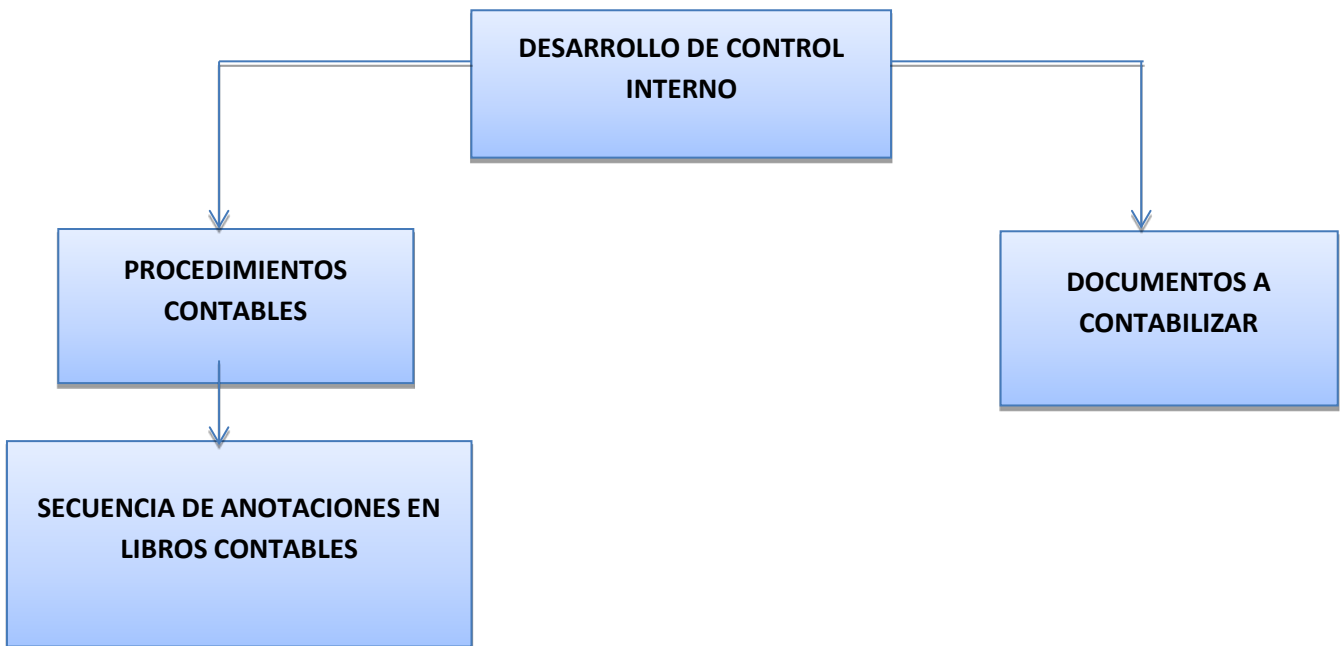 DESARROLLO DE CONTROL
INTERNO
PROCEDIMIENTOS
CONTABLES
DOCUMENTOS A
CONTABILIZAR
SECUENCIA DE ANOTACIONES EN
LIBROS CONTABLES